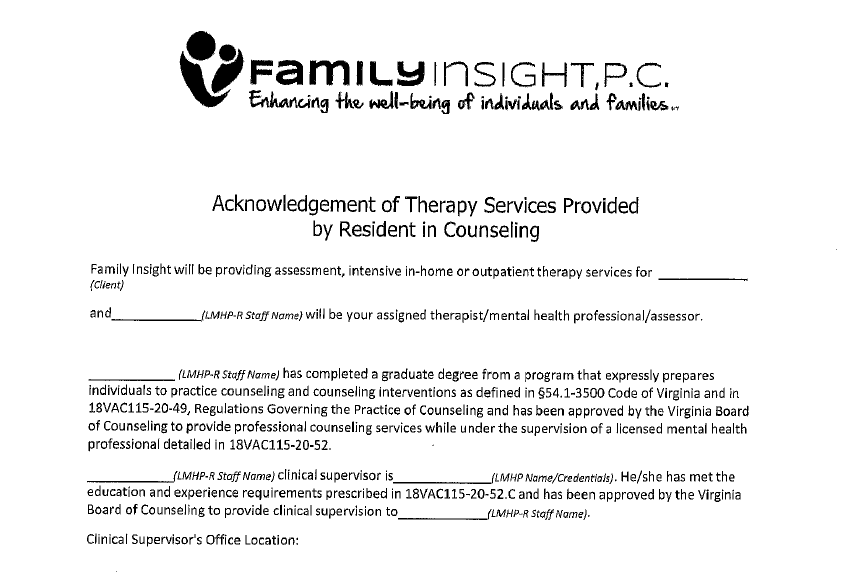 FAMILY INSIGHT, P.C.
Enhancing the well-being of individuals and families.
Acknowledgement of Therapy Services Provided
by Resident in Counseling
Family Insight will be providing assessment, intensive in-home or outpatient therapy services for ___________
(Client)
and___________(LMHP-R Staff Name) will be your assigned therapist/mental health professional/assessor.
___________ (LMHP-R Staff Name) has completed a graduate degree from a program that expressly prepares
individuals to practice counseling and counseling interventions as defined in §54.1-3500 Code of Virginia and in
18VAC115-20-49, Regulations Governing the Practice of Counseling and has been approved by the Virginia Board
of Counseling to provide professional counseling services while under the supervision of a licensed mental health
professional detailed in 18VAC115-20-52.
___________(LMHP-R Staff Name) clinical supervisor is____________(LMHP Name/Credentials). He/she has met the
education and experience requirements prescribed in 18VAC115-20-52.C and has been approved by the Virginia
Board of Counseling to provide clinical supervision to___________(LMHP-R Staff Name).
Clinical Supervisor's Office Location: